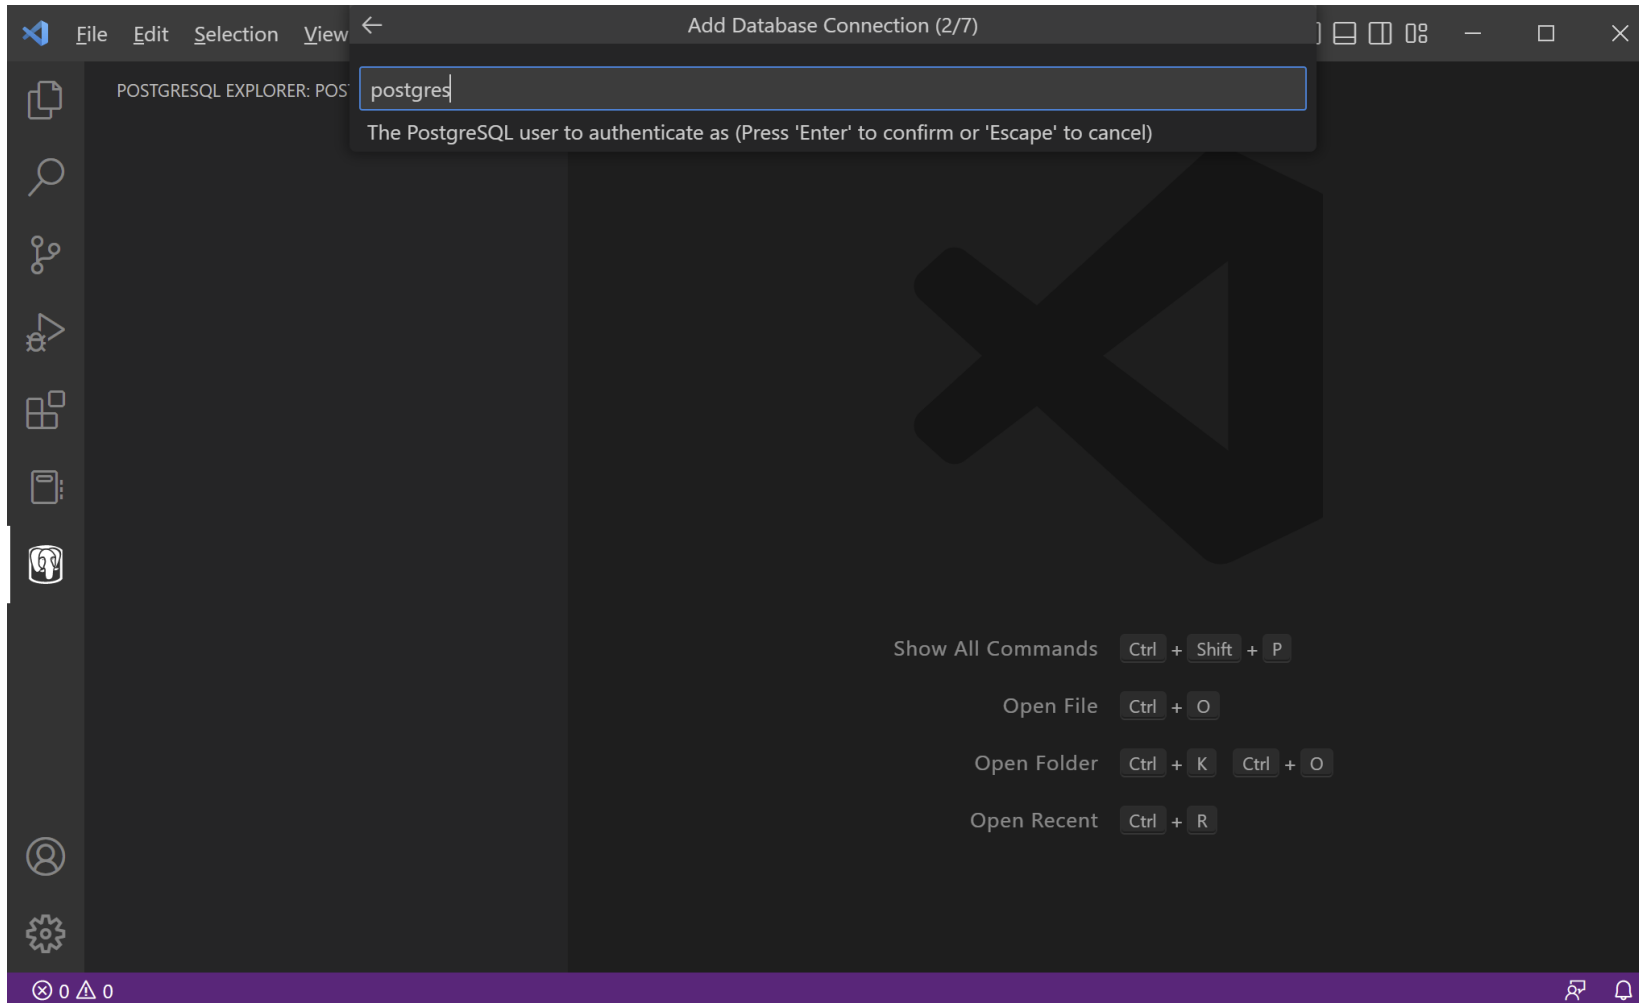 File Edit Selection View
Add Database Connection (2/7)
POSTGRESQL EXPLORER: POS
postgres
The PostgreSQL user to authenticate as (Press 'Enter' to confirm or 'Escape' to cancel)
Show All Commands Ctrl + Shift + P
Open File Ctrl + O
Open Folder Ctrl + K Ctrl + O
Open Recent Ctrl + R
0 0